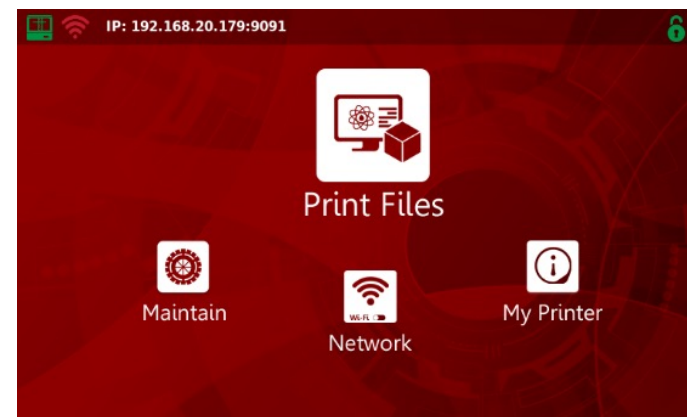 IP: 192.168.20.179:9091
Print Files
Maintain
My Printer
Wi-Fi
Network